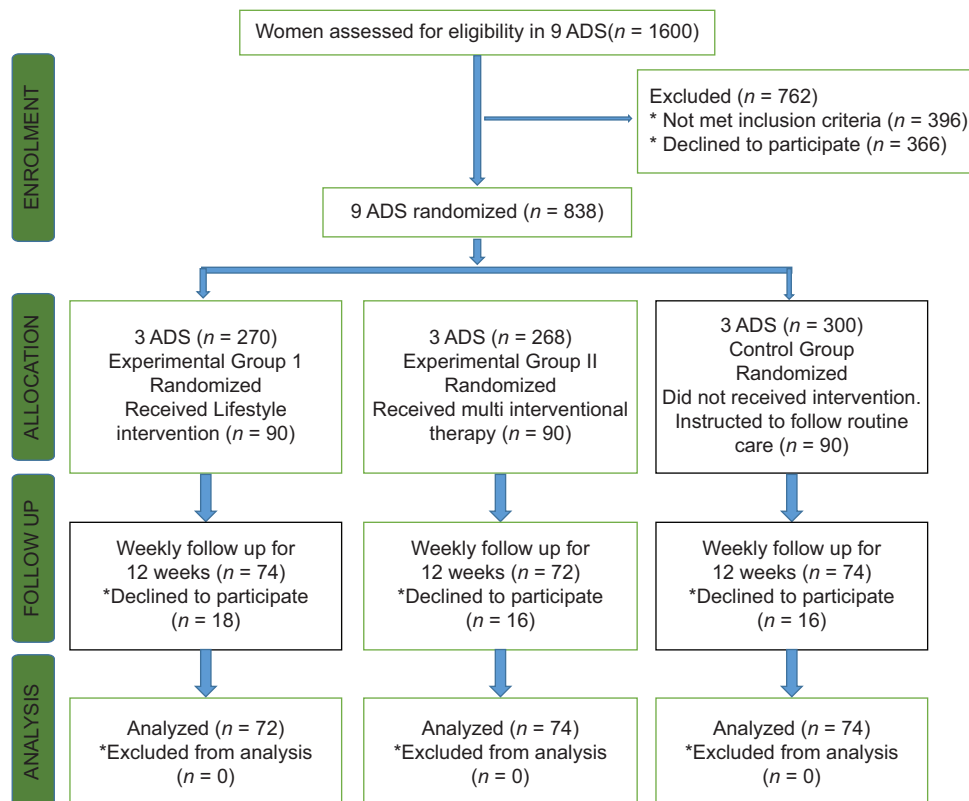 Women assessed for eligibility in 9 ADS(n = 1600)
ENROLMENT
Excluded (n = 762)
* Not met inclusion criteria (n = 396)
* Declined to participate (n = 366)
9 ADS randomized (n = 838)
ALLOCATION
3 ADS (n = 270)
Experimental Group 1
Randomized
Received Lifestyle
intervention (n = 90)
3 ADS (n = 268)
Experimental Group II
Randomized
Received multi interventional
therapy (n = 90)
3 ADS (n = 300)
Control Group
Randomized
Did not received intervention.
Instructed to follow routine
care (n = 90)
FOLLOW UP
Weekly follow up for
12 weeks (n = 74)
*Declined to participate
(n = 18)
Weekly follow up for
12 weeks (n = 72)
*Declined to participate
(n = 16)
Weekly follow up for
12 weeks (n = 74)
*Declined to participate
(n = 16)
ANALYSIS
Analyzed (n = 72)
*Excluded from analysis
(n = 0)
Analyzed (n = 74)
*Excluded from analysis
(n = 0)
Analyzed (n = 74)
*Excluded from analysis
(n = 0)